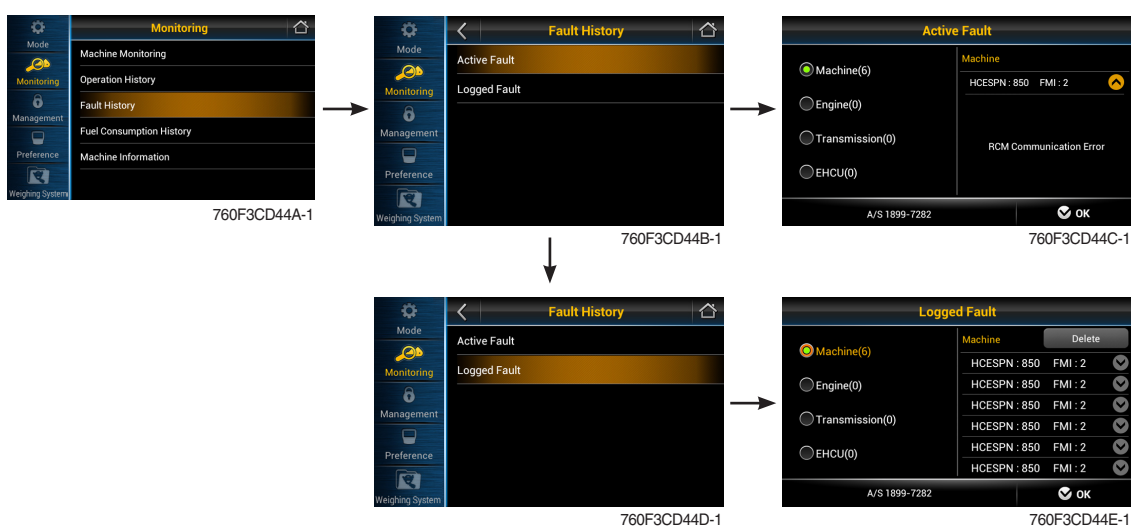 Monitoring
Mode
Monitoring
Management
Preference
Weighing System
Machine Monitoring
Operation History
Fault History
Fuel Consumption History
Machine Information
760F3CD44A-1
Fault History
Mode
Monitoring
Management
Preference
Weighing System
Active Fault
Logged Fault
760F3CD44B-1
Active Fault
Machine(6)
Engine(0)
Transmission(0)
EHCU(0)
Machine
HCESPN : 850 FMI : 2
RCM Communication Error
A/S 1899-7282
OK
760F3CD44C-1
Fault History
Mode
Monitoring
Management
Preference
Weighing System
Active Fault
Logged Fault
760F3CD44D-1
Logged Fault
Machine(6)
Engine(0)
Transmission(0)
EHCU(0)
Machine Delete
HCESPN : 850 FMI : 2
HCESPN : 850 FMI : 2
HCESPN : 850 FMI : 2
HCESPN : 850 FMI : 2
HCESPN : 850 FMI : 2
HCESPN : 850 FMI : 2
A/S 1899-7282
OK
760F3CD44E-1